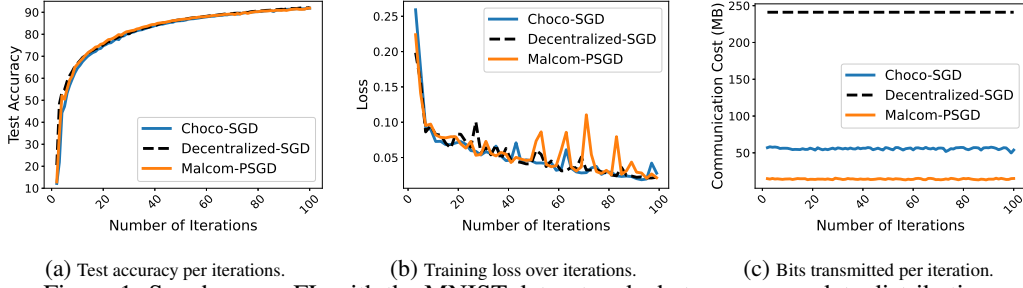 Test Accuracy
90
80
70
60
50
40
30
20
10
0
20
40
60
80
100
Number of Iterations
Choco-SGD
Decentralized-SGD
Malcom-PSGD
(a) Test accuracy per iterations.
Loss
0.25
0.20
0.15
0.10
0.05
0
20
40
60
80
100
Number of Iterations
Choco-SGD
Decentralized-SGD
Malcom-PSGD
(b) Training loss over iterations.
Communication Cost (MB)
250
200
150
100
50
0
20
40
60
80
100
Number of Iterations
Choco-SGD
Decentralized-SGD
Malcom-PSGD
(c) Bits transmitted per iteration.